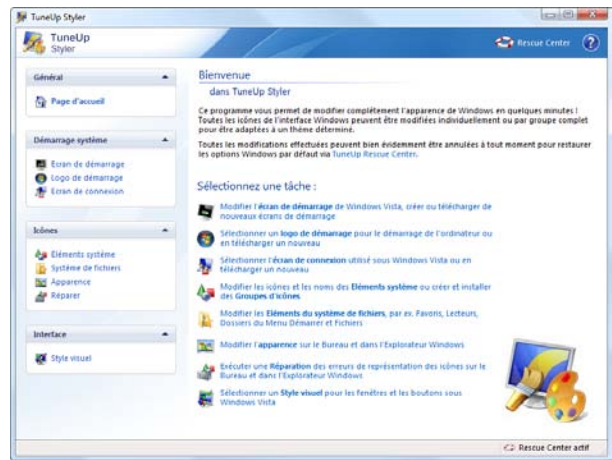 TuneUp Styler
TuneUp
Styler
Rescue Center
Général
Page d'accueil
Démarrage système
Ecran de démarrage
Logo de démarrage
Ecran de connexion
Icônes
Eléments système
Système de fichiers
Apparence
Réparer
Interface
Style visuel
Bienvenue
dans TuneUp Styler
Ce programme vous permet de modifier complètement l'apparence de Windows en quelques minutes !
Toutes les icônes de l'interface Windows peuvent être modifiées individuellement ou par groupe complet
pour être adaptées à un thème déterminé.
Toutes les modifications effectuées peuvent bien évidemment être annulées à tout moment pour restaurer
les options Windows par défaut via TuneUp Rescue Center.
Sélectionnez une tâche :
Modifier l'écran de démarrage de Windows Vista, créer ou télécharger de
nouveaux écrans de démarrage
Sélectionner un logo de démarrage pour le démarrage de l'ordinateur ou
en télécharger un nouveau
Sélectionner l'écran de connexion utilisé sous Windows Vista ou en
télécharger un nouveau
Modifier les icônes et les noms des Eléments système ou créer et installer
des Groupes d'icônes
Modifier les Eléments du système de fichiers, par ex. Favoris, Lecteurs,
Dossiers du Menu Démarrer et Fichiers
Modifier l'apparence sur le Bureau et dans l'Explorateur Windows
Exécuter une Réparation des erreurs de représentation des icônes sur le
Bureau et dans l'Explorateur Windows
Sélectionner un Style visuel pour les fenêtres et les boutons sous
Windows Vista
Rescue Center actif